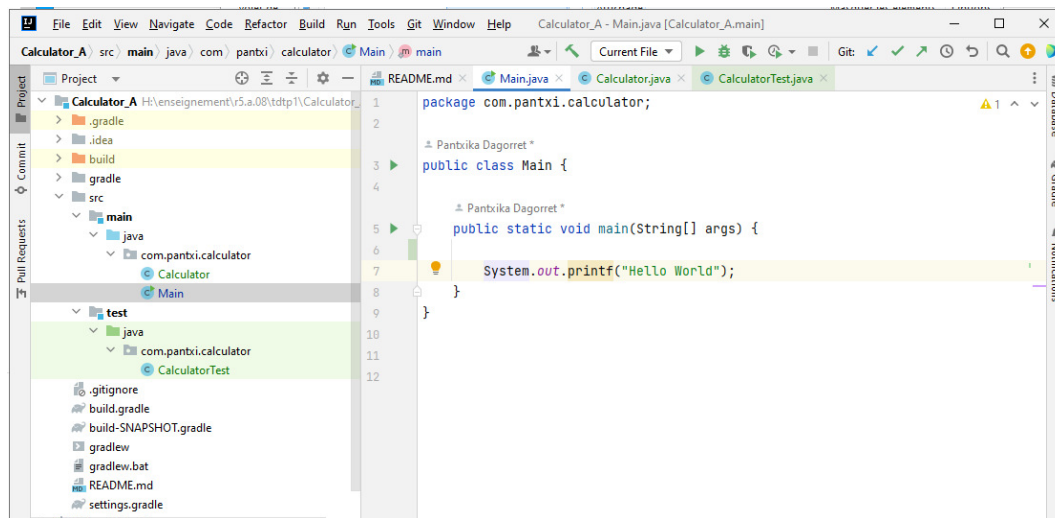 File Edit View Navigate Code Refactor Build Run Tools Git Window Help Calculator_A - Main.java [Calculator_A.main]
Calculator_A src main java com pantxi calculator Main main Current File Git:
Project
README.md Main.java Calculator.java CalculatorTest.java
Project
Commit
Pull Requests
Calculator_A H:\enseignement\r5.a.08\tdtp1\Calculator_
.gradle
.idea
build
gradle
src
main
java
com.pantxi.calculator
Calculator
Main
test
java
com.pantxi.calculator
CalculatorTest
.gitignore
build.gradle
build-SNAPSHOT.gradle
gradlew
gradlew.bat
README.md
settings.gradle
1 package com.pantxi.calculator;
1
2
Pantxika Dagorret *
3 public class Main {
4
Pantxika Dagorret *
5 public static void main(String[] args) {
6
7 System.out.printf("Hello World");
8 }
9 }
10
11
12
Database
Gradle
Notifications